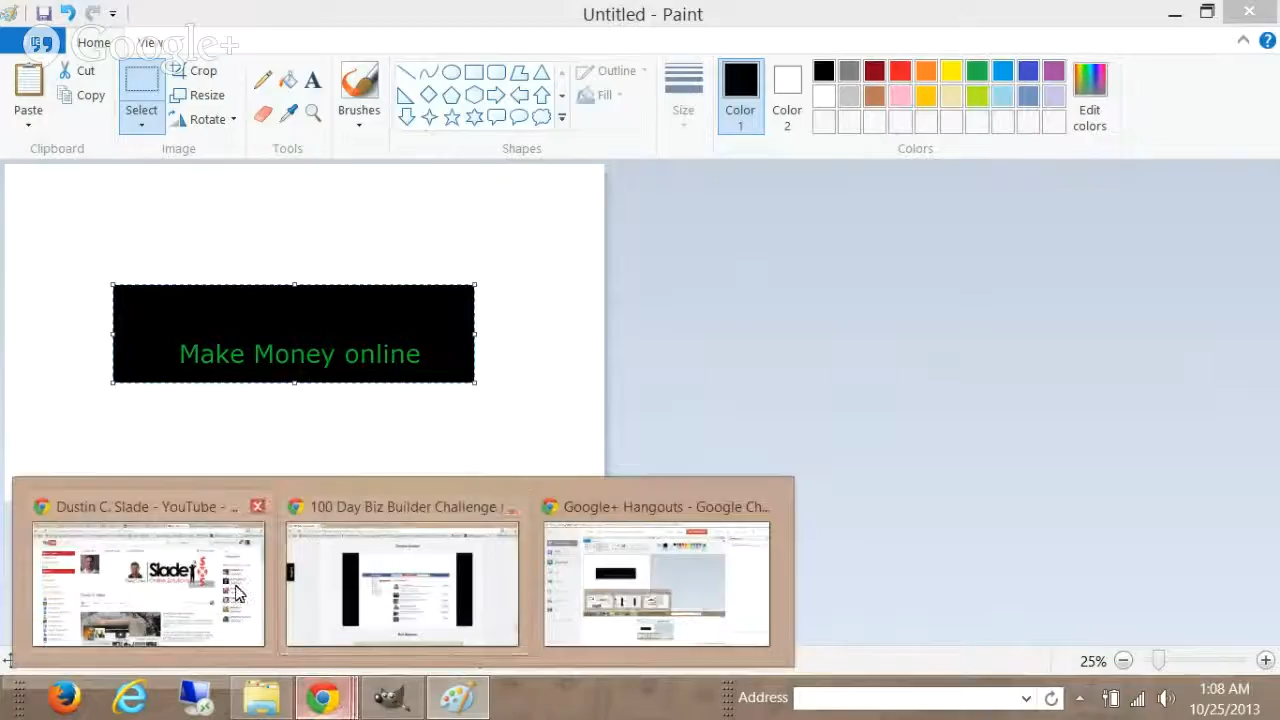 Untitled - Paint
Google+
Home
View
Paste
Cut
Copy
Clipboard
Select
Crop
Resize
Rotate
Image
A
Tools
Brushes
Outline
Fill
Shapes
Size
Color 1
Color 2
Edit colors
Colors
Make Money online
Dustin C. Slade - YouTube - ...
100 Day Biz Builder Challenge
Google+ Hangouts - Google Ch...
Slade
25%
Address
1:08 AM
10/25/2013